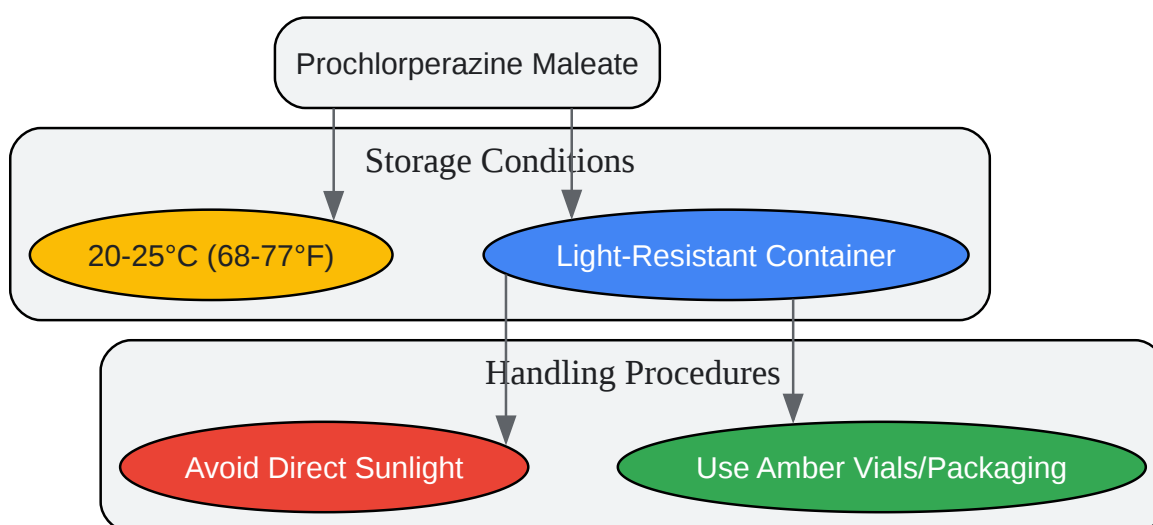 Prochlorperazine Maleate
Storage Conditions
20-25°C (68-77°F)
Light-Resistant Container
Handling Procedures
Avoid Direct Sunlight
Use Amber Vials/Packaging